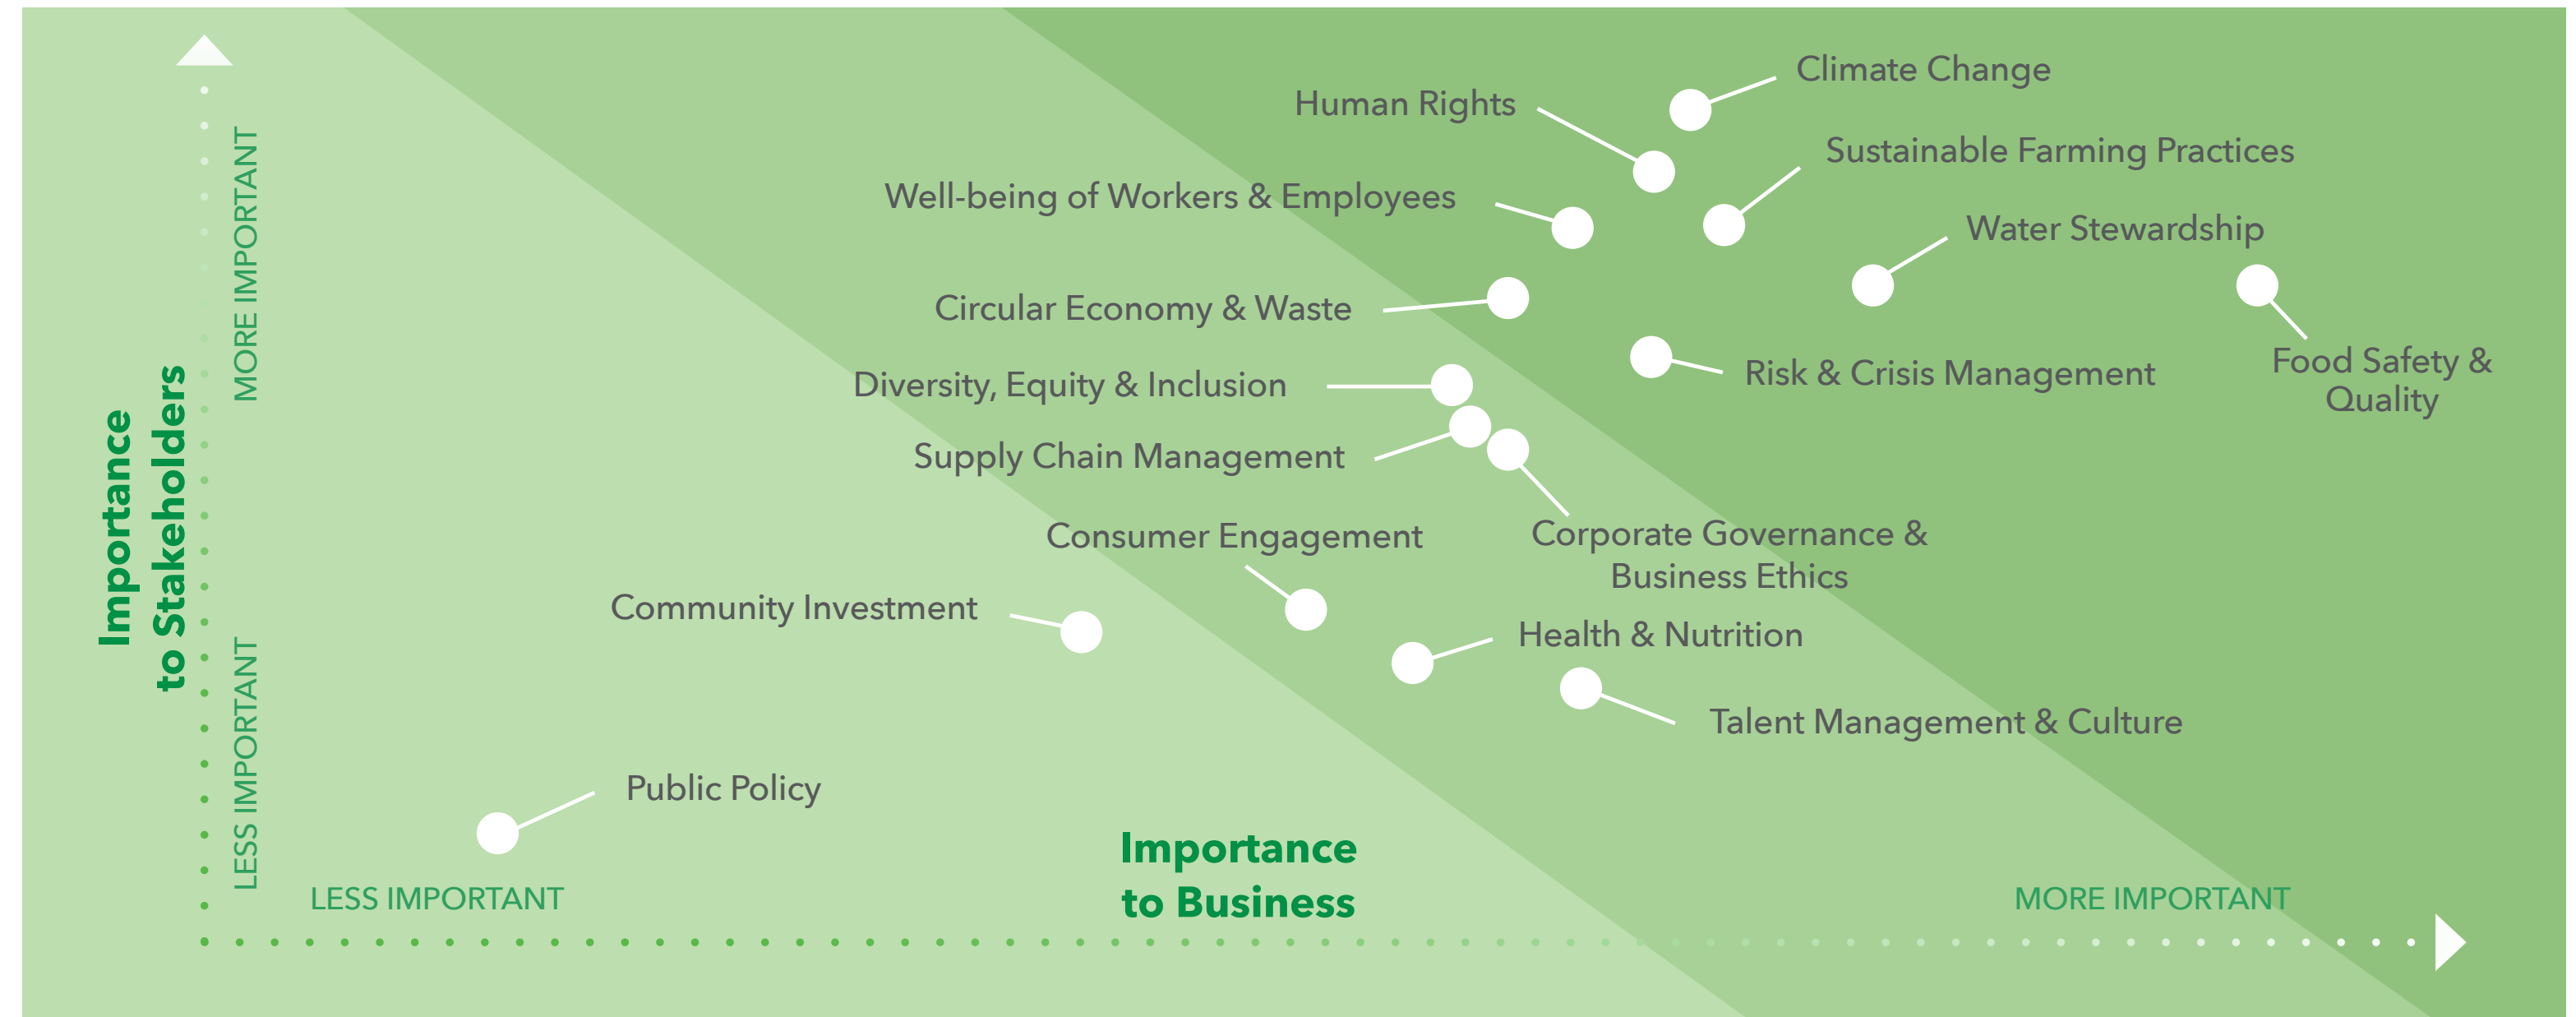 Climate Change
Human Rights
Sustainable Farming Practices
Well-being of Workers & Employees
Water Stewardship
Circular Economy & Waste
Food Safety &
Quality
Risk & Crisis Management
Diversity, Equity & Inclusion
Supply Chain Management
Corporate Governance &
Business Ethics
Consumer Engagement
Community Investment
Health & Nutrition
Talent Management & Culture
Public Policy
Importance
to Stakeholders
MORE IMPORTANT
LESS IMPORTANT
Importance
to Business
LESS IMPORTANT
MORE IMPORTANT